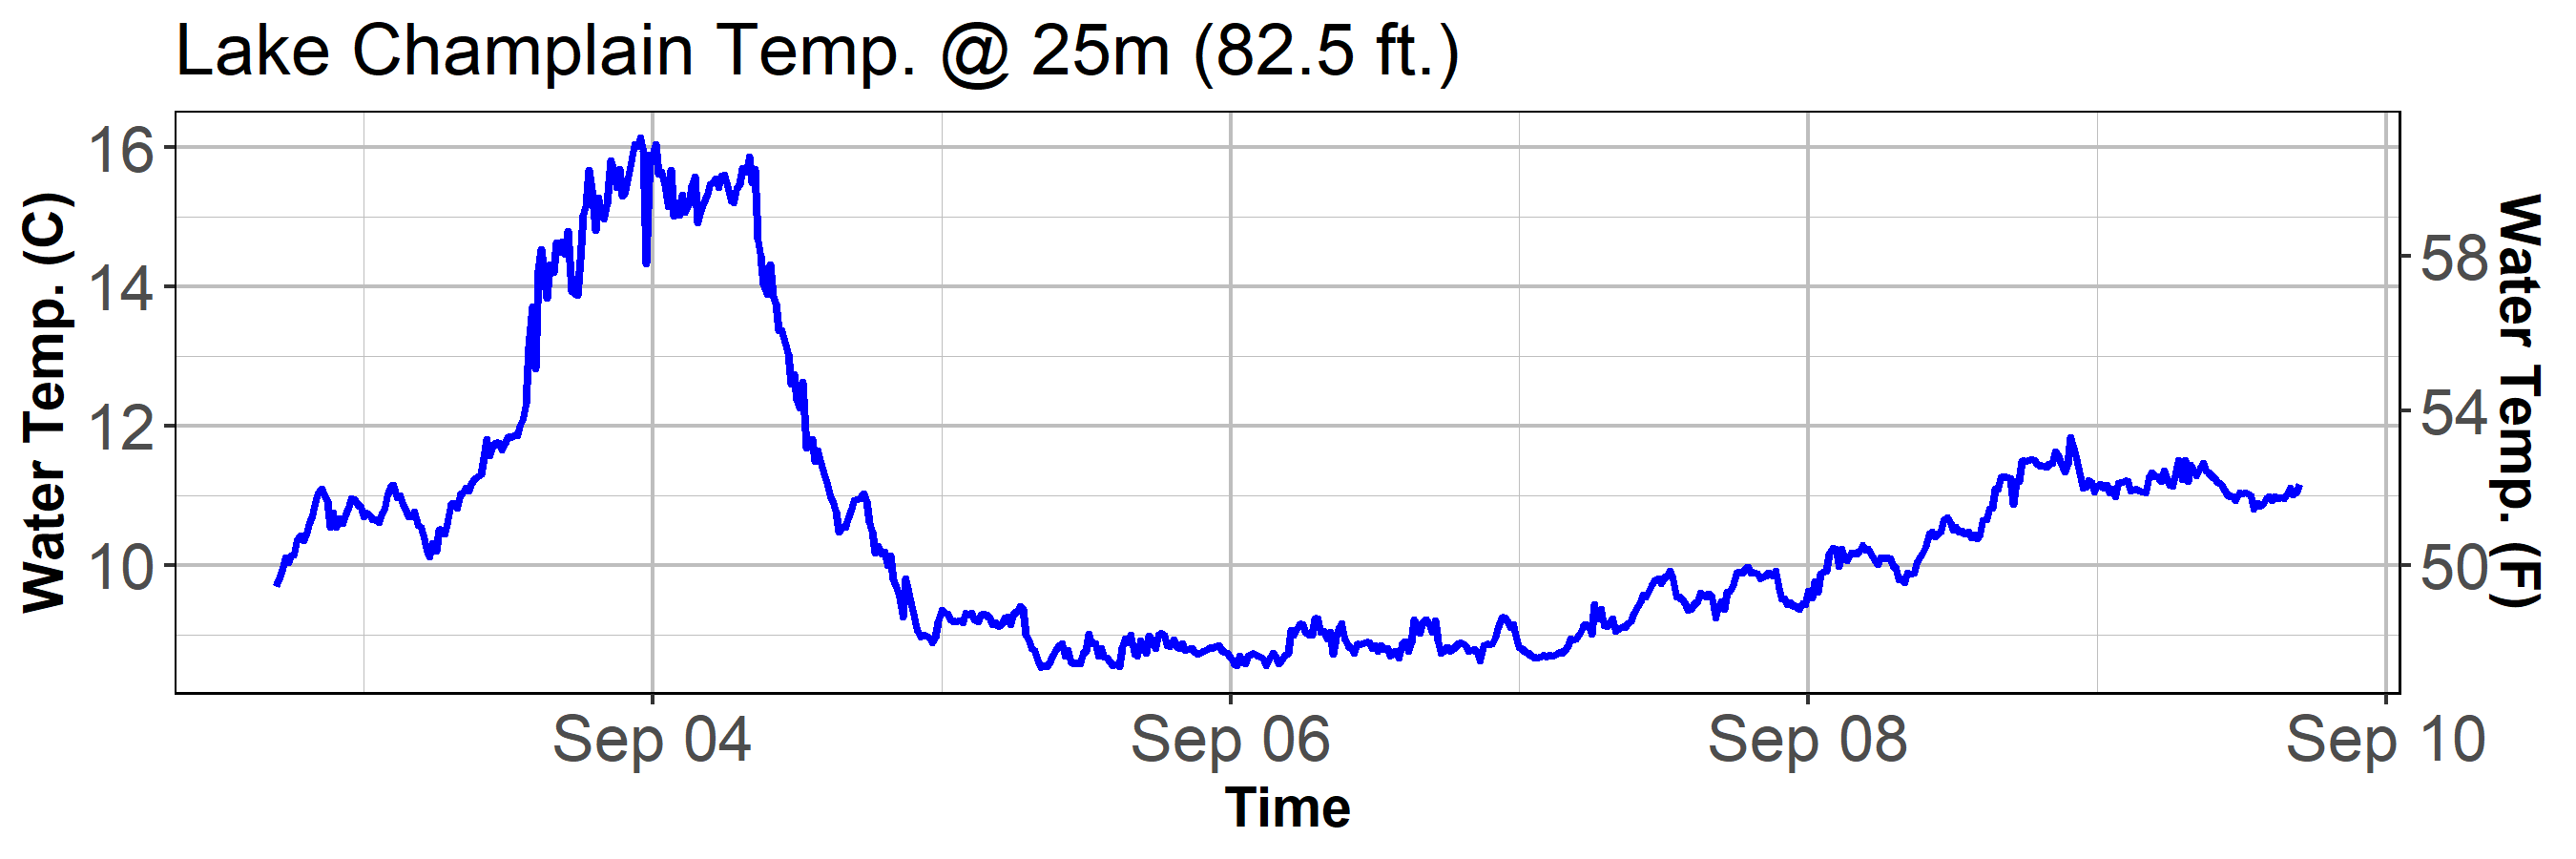 Lake Champlain Temp. @ 25m (82.5 ft.)
Water Temp. (C)
16
14
12
10
58
54
50
Water Temp. (F)
Sep 04
Sep 06
Sep 08
Sep 10
Time